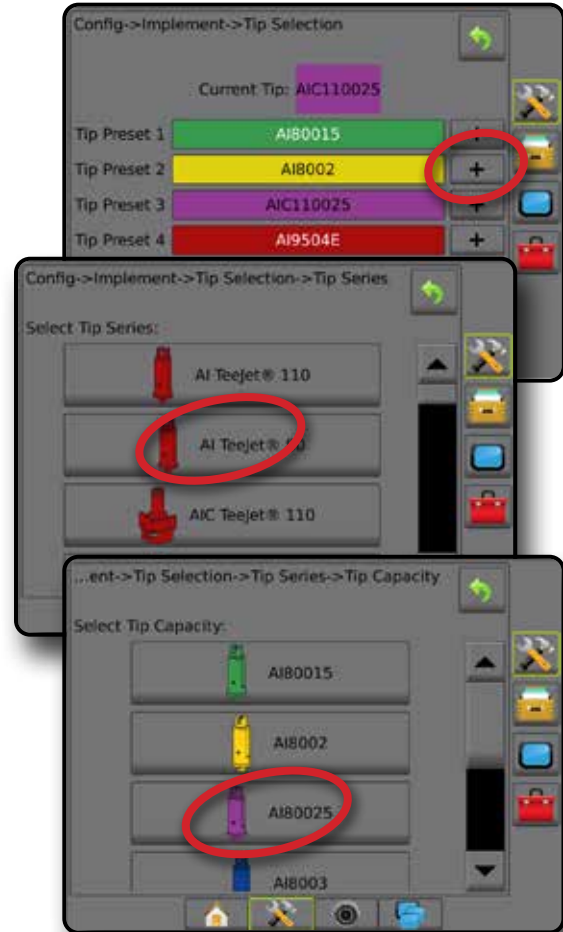 Config->Implement->Tip Selection
Current Tip: AIC110025
Tip Preset 1 AI80015 +
Tip Preset 2 AI8002 +
Tip Preset 3 AIC110025 +
Tip Preset 4 AI9504E +
Config->Implement->Tip Selection->Tip Series
Select Tip Series:
AI TeeJet® 110
AI TeeJet®
AIC TeeJet® 110
...ent->Tip Selection->Tip Series->Tip Capacity
Select Tip Capacity:
AI80015
AI8002
AI80025
AI8003